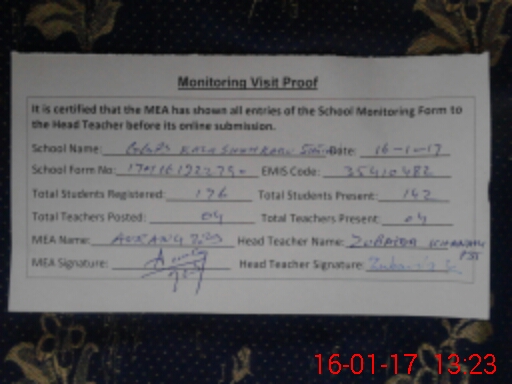 Monitoring Visit Proof
It is certified that the MEA has shown all entries of the School Monitoring Form to
the Head Teacher before its online submission.
School Name: Date: 16-1-17
School Form No: EMIS Code: 35410482
Total Students Registered: 176 Total Students Present: 142
Total Teachers Posted: 04 Total Teachers Present: 04
MEA Name: Head Teacher Name: ZUBAIDA
MEA Signature: Head Teacher Signature:
16-01-17 13:23